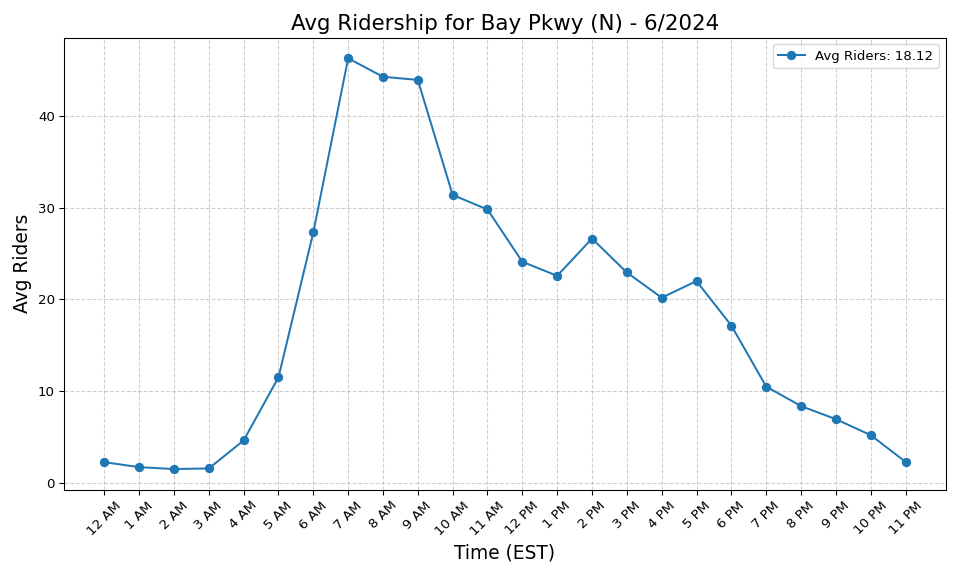 Avg Ridership for Bay Pkwy (N) - 6/2024
Avg Riders: 18.12
Avg Riders
40
30
20
10
0
12 AM
1 AM
2 AM
3 AM
4 AM
5 AM
6 AM
7 AM
8 AM
9 AM
10 AM
11 AM
12 PM
1 PM
2 PM
3 PM
4 PM
5 PM
6 PM
7 PM
8 PM
9 PM
10 PM
11 PM
Time (EST)